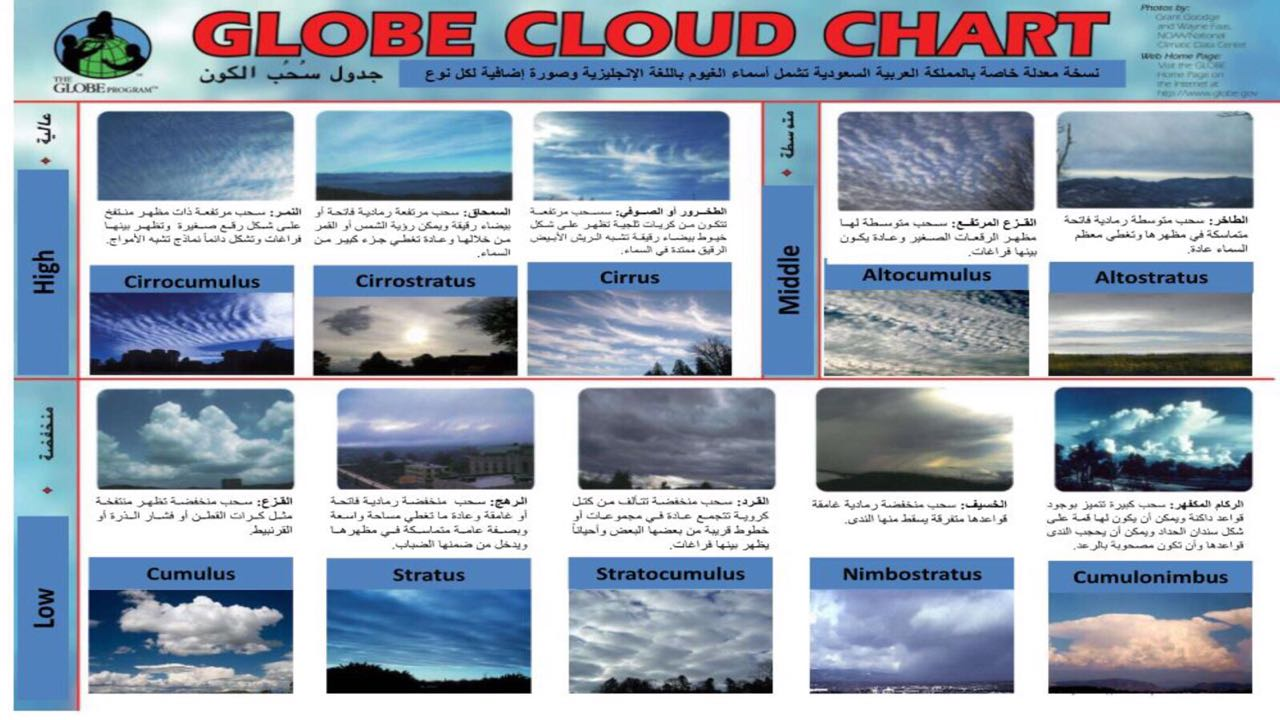 GLOBE CLOUD CHART
THE
GLOBE PROGRAM™
جدول سُحُب الكون
نسخة معدلة خاصة بالمملكة العربية السعودية تشمل أسماء الغيوم باللغة الإنجليزية وصورة إضافية لكل نوع
Photos by:
Grant Goodge
and Wayne Faas,
NOAA/National
Climatic Data Center
Web Home Page:
Visit the GLOBE
Home Page on
the Internet at
http://www.globe.gov
عالية
High
النمر: سحب مرتفعة ذات مظهر منتفخ
على شكل رقع صغيرة وتظهر بينها
فراغات وتشكل دائماً نماذج تشبه الأمواج.
Cirrocumulus
السمحاق: سحب مرتفعة رمادية فاتحة أو
بيضاء رقيقة ويمكن رؤية الشمس أو القمر
من خلالها وعادة تغطي جزء كبير من
السماء.
Cirrostratus
الطخرور أو الصوفي: سحب مرتفعة
تتكون من كريات ثلجية تظهر على شكل
خيوط بيضاء رقيقة تشبه الريش الأبيض
الرقيق ممتدة في السماء.
Cirrus
متوسطة
Middle
القزع المرتفع: سحب متوسطة لها
مظهر الرقعات الصغير وعادة يكون
بينها فراغات.
Altocumulus
الطاخر: سحب متوسطة رمادية فاتحة
متماسكة في مظهرها وتغطي معظم
السماء عادة.
Altostratus
منخفضة
Low
القزع: سحب منخفضة تظهر منتفخة
مثل كرات القطن أو فشار الذرة أو
القرنبيط.
Cumulus
الرهج: سحب منخفضة رمادية فاتحة
أو غامقة وعادة ما تغطي مساحة واسعة
وبصفة عامة متماسكة في مظهرها
ويدخل من ضمنها الضباب.
Stratus
القرد: سحب منخفضة تتألف من كتل
كروية تتجمع عادة في مجموعات أو
خطوط قريبة من بعضها البعض وأحياناً
يظهر بينها فراغات.
Stratocumulus
الخسيف: سحب منخفضة رمادية غامقة
قواعدها متفرقة يسقط منها الندى.
Nimbostratus
الركام المكفهر: سحب كبيرة تتميز بوجود
قواعد داكنة ويمكن أن يكون لها قمة على
شكل سندان الحداد ويمكن أن يحجب الندى
قواعدها وأن تكون مصحوبة بالرعد.
Cumulonimbus